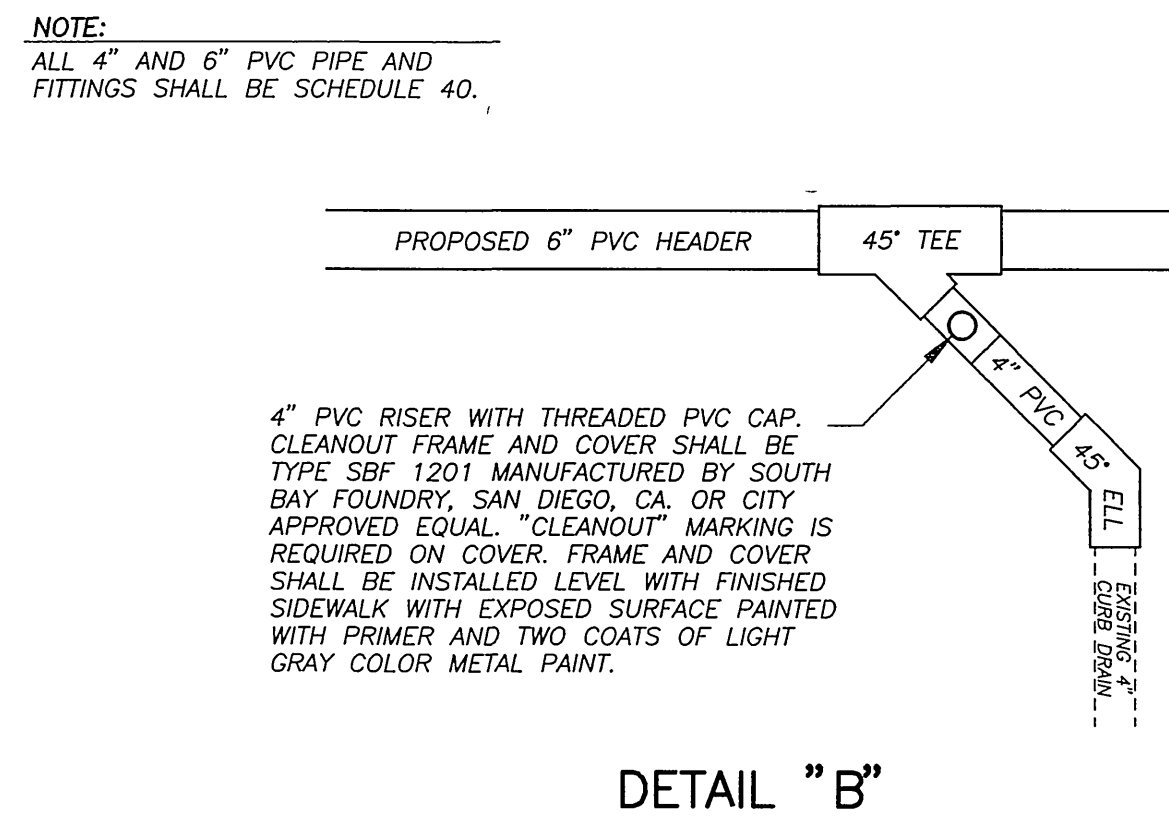 NOTE:
ALL 4” AND 6” PVC PIPE AND
FITTINGS SHALL BE SCHEDULE 40.
PROPOSED 6” PVC HEADER
45° TEE
4” PVC
45°
ELL
EXISTING 4”
CURB DRAIN
4” PVC RISER WITH THREADED PVC CAP.
CLEANOUT FRAME AND COVER SHALL BE
TYPE SBF 1201 MANUFACTURED BY SOUTH
BAY FOUNDRY, SAN DIEGO, CA. OR CITY
APPROVED EQUAL. ”CLEANOUT” MARKING IS
REQUIRED ON COVER. FRAME AND COVER
SHALL BE INSTALLED LEVEL WITH FINISHED
SIDEWALK WITH EXPOSED SURFACE PAINTED
WITH PRIMER AND TWO COATS OF LIGHT
GRAY COLOR METAL PAINT.
DETAIL ”B”